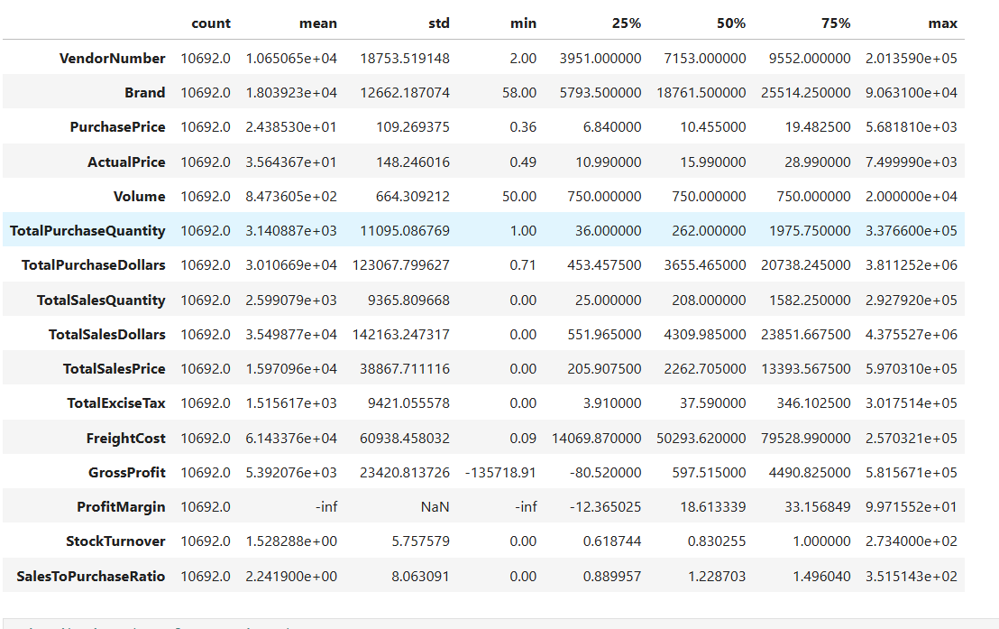 count mean std min 25% 50% 75% max
VendorNumber 10692.0 1.065065e+04 18753.519148 2.00 3951.000000 7153.000000 9552.000000 2.013590e+05
Brand 10692.0 1.803923e+04 12662.187074 58.00 5793.500000 18761.500000 25514.250000 9.063100e+04
PurchasePrice 10692.0 2.438530e+01 109.269375 0.36 6.840000 10.455000 19.482500 5.681810e+03
ActualPrice 10692.0 3.564367e+01 148.246016 0.49 10.990000 15.990000 28.990000 7.499990e+03
Volume 10692.0 8.473605e+02 664.309212 50.00 750.000000 750.000000 750.000000 2.000000e+04
TotalPurchaseQuantity 10692.0 3.140887e+03 11095.086769 1.00 36.000000 262.000000 1975.750000 3.376600e+05
TotalPurchaseDollars 10692.0 3.010669e+04 123067.799627 0.71 453.457500 3655.465000 20738.245000 3.811252e+06
TotalSalesQuantity 10692.0 2.599079e+03 9365.809668 0.00 25.000000 208.000000 1582.250000 2.927920e+05
TotalSalesDollars 10692.0 3.549877e+04 142163.247317 0.00 551.965000 4309.985000 23851.667500 4.375527e+06
TotalSalesPrice 10692.0 1.597096e+04 38867.711116 0.00 205.907500 2262.705000 13393.567500 5.970310e+05
TotalExciseTax 10692.0 1.515617e+03 9421.055578 0.00 3.910000 37.590000 346.102500 3.017514e+05
FreightCost 10692.0 6.143376e+04 60938.458032 0.09 14069.870000 50293.620000 79528.990000 2.570321e+05
GrossProfit 10692.0 5.392076e+03 23420.813726 -135718.91 -80.520000 597.515000 4490.825000 5.815671e+05
ProfitMargin 10692.0 -inf NaN -inf -12.365025 18.613339 33.156849 9.971552e+01
StockTurnover 10692.0 1.528288e+00 5.757579 0.00 0.618744 0.830255 1.000000 2.734000e+02
SalesToPurchaseRatio 10692.0 2.241900e+00 8.063091 0.00 0.889957 1.228703 1.496040 3.515143e+02